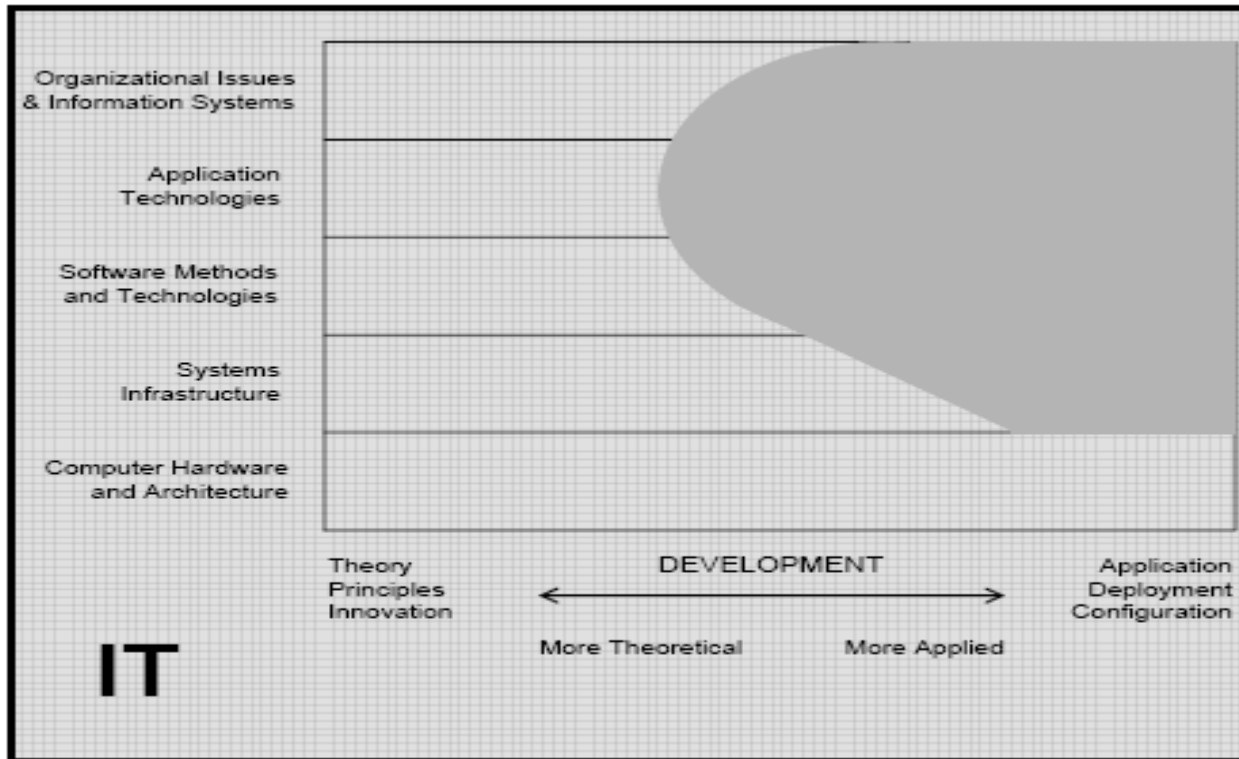 Organizational Issues
& Information Systems
Application
Technologies
Software Methods
and Technologies
Systems
Infrastructure
Computer Hardware
and Architecture
Theory
Principles
Innovation
DEVELOPMENT
Application
Deployment
Configuration
More Theoretical
More Applied
IT